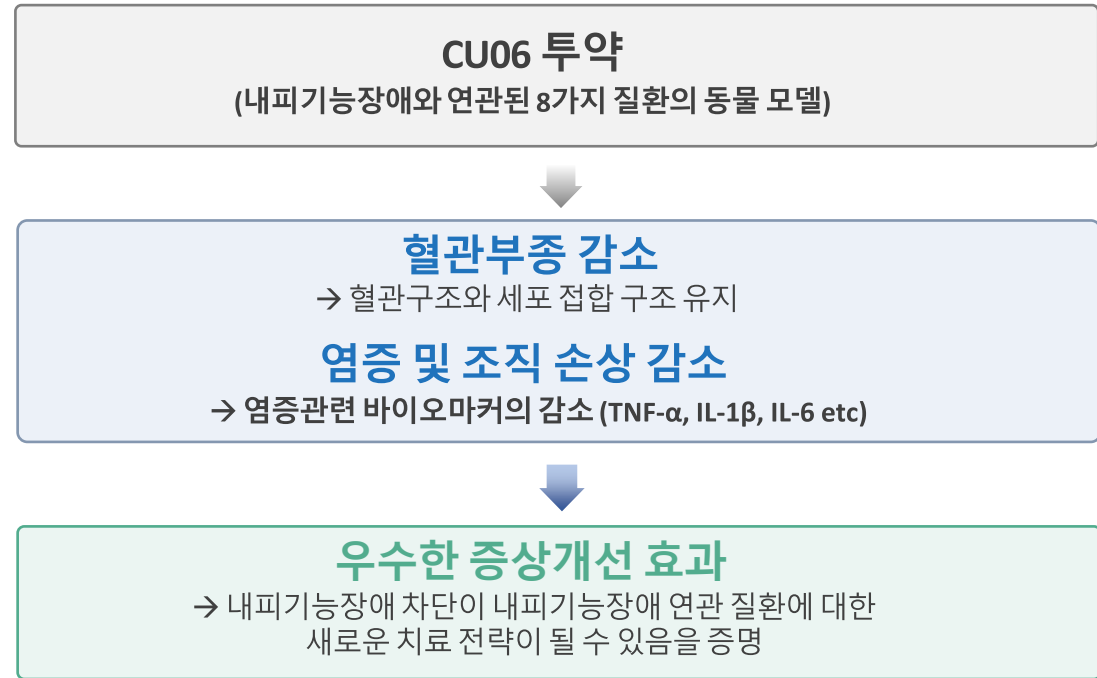 CU06 투약
(내피기능장애와 연관된 8가지 질환의 동물 모델)
혈관부종 감소
→ 혈관구조와 세포 접합 구조 유지
염증 및 조직 손상 감소
→ 염증관련 바이오마커의 감소 (TNF-α, IL-1β, IL-6 etc)
우수한 증상개선 효과
→ 내피기능장애 차단이 내피기능장애 연관 질환에 대한
새로운 치료 전략이 될 수 있음을 증명